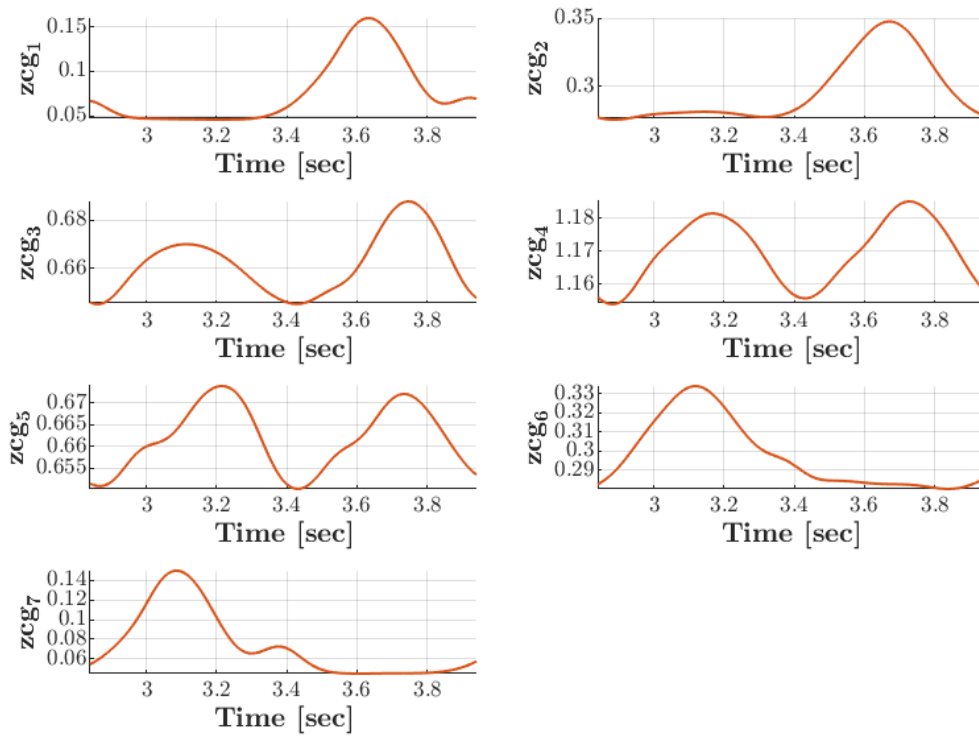 zcg₁
0.15
0.1
0.05
3 3.2 3.4 3.6 3.8
Time [sec]
zcg₂
0.35
0.3
3 3.2 3.4 3.6 3.8
Time [sec]
zcg₃
0.68
0.66
3 3.2 3.4 3.6 3.8
Time [sec]
zcg₄
1.18
1.17
1.16
3 3.2 3.4 3.6 3.8
Time [sec]
zcg₅
0.67
0.665
0.66
0.655
3 3.2 3.4 3.6 3.8
Time [sec]
zcg₆
0.33
0.32
0.31
0.3
0.29
3 3.2 3.4 3.6 3.8
Time [sec]
zcg₇
0.14
0.12
0.1
0.08
0.06
3 3.2 3.4 3.6 3.8
Time [sec]